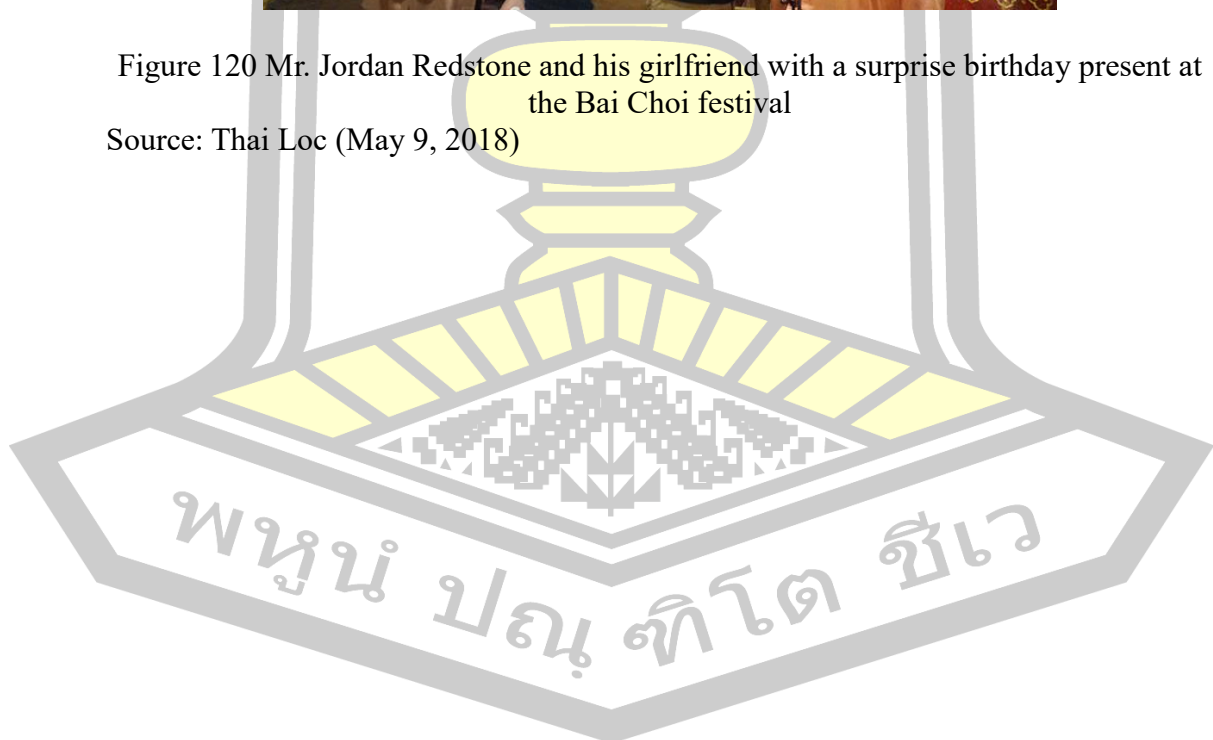 Figure 120 Mr. Jordan Redstone and his girlfriend with a surprise birthday present at
the Bai Choi festival
Source: Thai Loc (May 9, 2018)
พหูนํ ปณฺฑิโต ชีเว